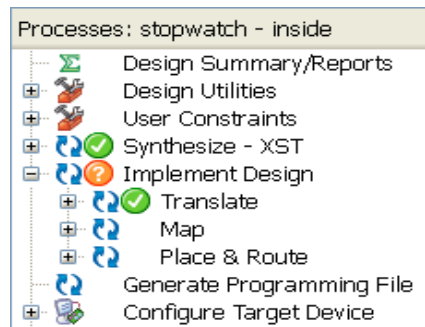 Processes: stopwatch - inside
Design Summary/Reports
Design Utilities
User Constraints
Synthesize - XST
Implement Design
Translate
Map
Place & Route
Generate Programming File
Configure Target Device